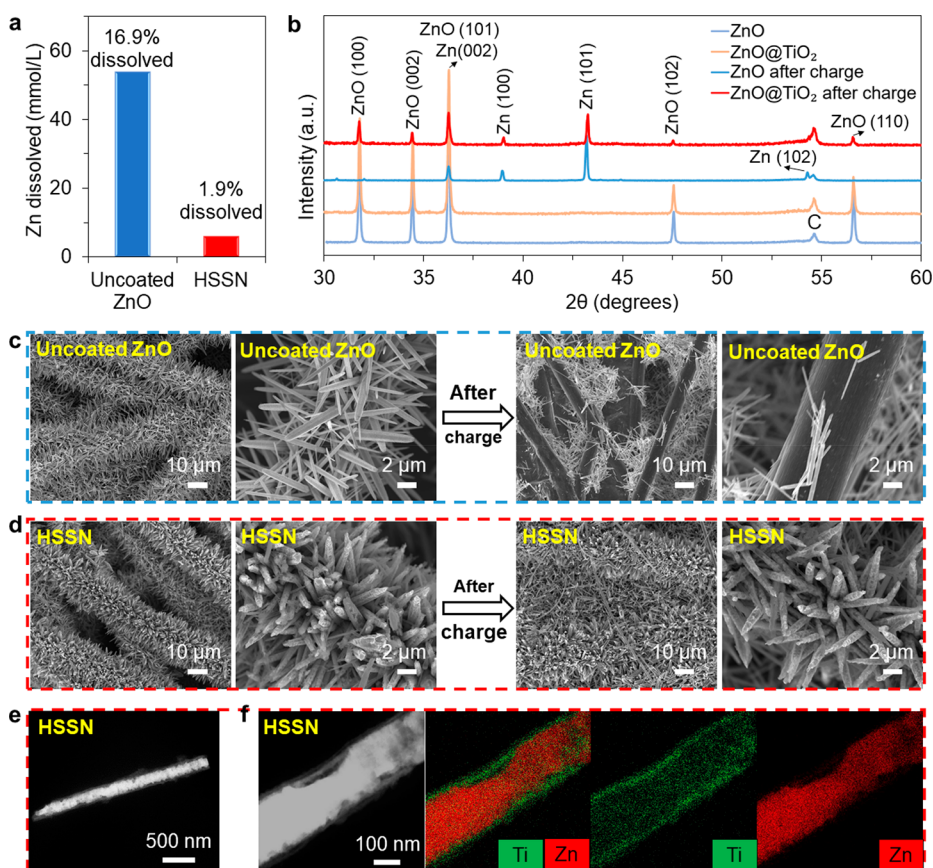 a
Zn dissolved (mmol/L)
60
40
20
0
16.9%
dissolved
1.9%
dissolved
Uncoated
ZnO
HSSN
b
Intensity (a.u.)
ZnO (100)
ZnO (002)
ZnO (101)
Zn(002)
Zn (100)
Zn (101)
ZnO (102)
Zn (102)
ZnO (110)
C
ZnO
ZnO@TiO₂
ZnO after charge
ZnO@TiO₂ after charge
30 35 40 45 50 55 60
2θ (degrees)
c
Uncoated ZnO
10 µm
Uncoated ZnO
2 µm
After
charge
Uncoated ZnO
10 µm
Uncoated ZnO
2 µm
d
HSSN
10 µm
HSSN
2 µm
After
charge
HSSN
10 µm
HSSN
2 µm
e
HSSN
500 nm
f
HSSN
100 nm
Ti Zn
Ti
Zn